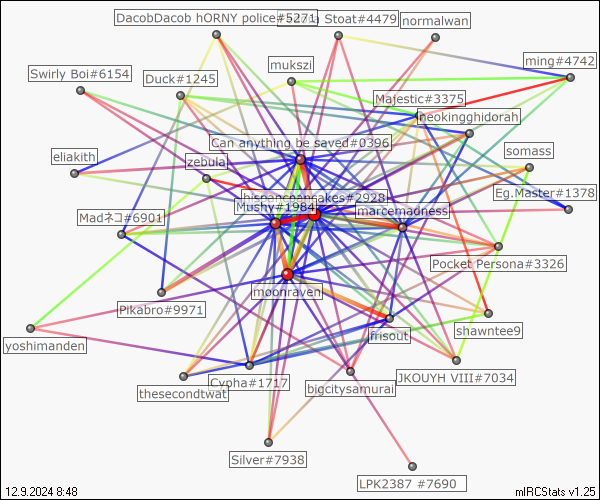 DacobDacob hORNY police#5271
Stoat#4479
normalwan
ming#4742
mukszi
Swirly Boi#6154
Duck#1245
Majestic#3375
neokingghidorah
Can anything be saved#0396
somass
eliakith
zebula
Eg.Master#1378
hispanicpancakes#2928
Mushy#1984
marcemadness
Madネコ#6901
Pocket Persona#3326
moonraven
Pikabro#9971
shawntee9
frisout
yoshimanden
JKOUYH VIII#7034
Cypha#1717
thesecondtwat
bigcitysamurai
Silver#7938
LPK2387 #7690
12.9.2024 8:48
mIRCStats v1.25